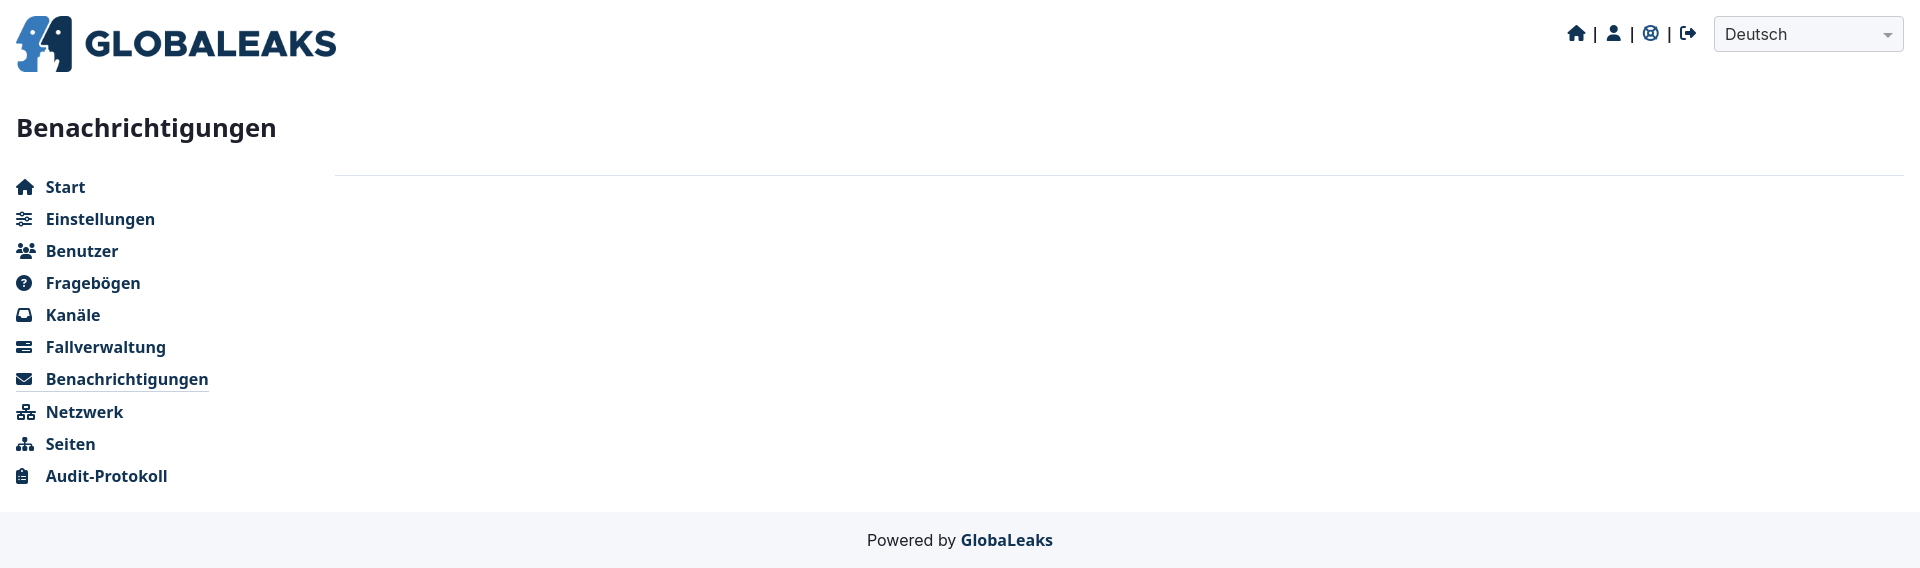 GLOBALEAKS
| | |
Deutsch
Benachrichtigungen
Start
Einstellungen
Benutzer
Fragebögen
Kanäle
Fallverwaltung
Benachrichtigungen
Netzwerk
Seiten
Audit-Protokoll
Powered by GlobaLeaks